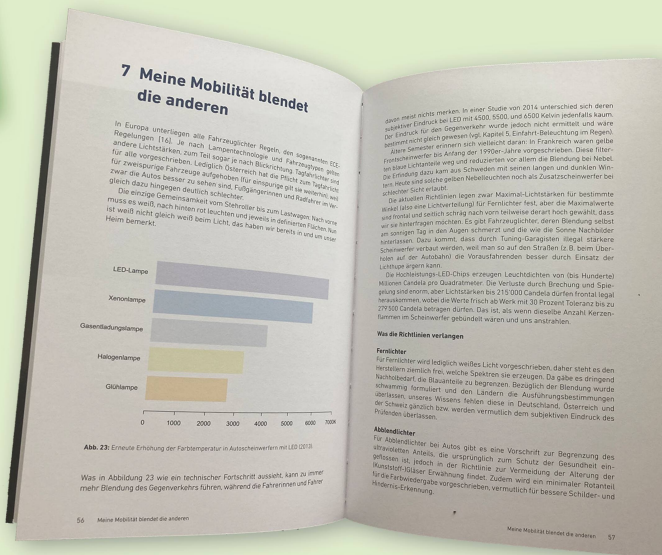 7 Meine Mobilität blendet
die anderen
In Europa unterliegen alle Fahrzeuglichter Regeln, den sogenannten ECE-
Regelungen [16]. Je nach Lampentechnologie und Fahrzeugtypen gelten
andere Lichtstärken, zum Teil sogar je nach Blickrichtung. Tagfahrlichter sind
für alle vorgeschrieben. Lediglich Österreich hat die Pflicht zum Tagfahrlicht
für zweispurige Fahrzeuge aufgehoben (für einspurige gilt sie weiterhin), weil
zwar die Autos besser zu sehen sind, Fußgängerinnen und Radfahrer im Ver-
gleich dazu hingegen deutlich schlechter.
Die einzige Gemeinsamkeit vom Stehroller bis zum Lastwagen: Nach vorne
muss es weiß, nach hinten rot leuchten und jeweils in definierten Flächen. Nun
ist weiß nicht gleich weiß beim Licht, das haben wir bereits in und um unser
Heim bemerkt.
LED-Lampe
Xenonlampe
Gasentladungslampe
Halogenlampe
Glühlampe
0 1000 2000 3000 4000 5000 6000 7000K
Abb. 23: Erneute Erhöhung der Farbtemperatur in Autoscheinwerfern mit LED (2013).
Was in Abbildung 23 wie ein technischer Fortschritt aussieht, kann zu immer
mehr Blendung des Gegenverkehrs führen, während die Fahrerinnen und Fahrer
56 Meine Mobilität blendet die anderen
davon meist nichts merken. In einer Studie von 2014 unterschied sich deren
subjektiver Eindruck bei LED mit 4500, 5500, und 6500 Kelvin jedenfalls kaum.
Der Eindruck für den Gegenverkehr wurde jedoch nicht ermittelt und wäre
bestimmt nicht gleich gewesen (vgl. Kapitel 5, Einfahrt-Beleuchtung im Regen).
Ältere Semester erinnern sich vielleicht daran: In Frankreich waren gelbe
Frontscheinwerfer bis Anfang der 1990er-Jahre vorgeschrieben. Diese filter-
ten blaue Lichtanteile weg und reduzierten vor allem die Blendung bei Nebel.
Die Erfindung dazu kam aus Schweden mit seinen langen und dunklen Win-
tern. Heute sind solche gelben Nebelleuchten noch als Zusatzscheinwerfer bei
schlechter Sicht erlaubt.
Die aktuellen Richtlinien legen zwar Maximal-Lichtstärken für bestimmte
Winkel (also eine Lichtverteilung) für Fernlichter fest, aber die Maximalwerte
sind frontal und seitlich schräg nach vorn teilweise derart hoch gewählt, dass
wir sie hinterfragen möchten. Es gibt Fahrzeuglichter, deren Blendung selbst
am sonnigen Tag in den Augen schmerzt und die wie die Sonne Nachbilder
hinterlassen. Dazu kommt, dass durch Tuning-Garagisten illegal stärkere
Scheinwerfer verbaut werden, weil man so auf den Straßen (z. B. beim Über-
holen auf der Autobahn) die Vorausfahrenden besser durch Einsatz der
Lichthupe ärgern kann.
Die Hochleistungs-LED-Chips erzeugen Leuchtdichten von (bis Hunderte)
Millionen Candela pro Quadratmeter. Die Verluste durch Brechung und Spie-
gelung sind enorm, aber Lichtstärken bis 215'000 Candela dürfen frontal legal
herauskommen, wobei die Werte frisch ab Werk mit 30 Prozent Toleranz bis zu
279'500 Candela betragen dürfen. Das ist, als wenn dieselbe Anzahl Kerzen-
flammen im Scheinwerfer gebündelt wären und uns anstrahlen.
Was die Richtlinien verlangen
Fernlichter
Für Fernlichter wird lediglich weißes Licht vorgeschrieben, daher steht es den
Herstellern ziemlich frei, welche Spektren sie erzeugen. Da gäbe es dringend
Nachholbedarf, die Blauanteile zu begrenzen. Bezüglich der Blendung wurde
schwammig formuliert und den Ländern die Ausführungsbestimmungen
überlassen, unseres Wissens fehlen diese in Deutschland, Österreich und
der Schweiz gänzlich bzw. werden vermutlich dem subjektiven Eindruck des
Prüfenden überlassen.
Abblendlichter
Für Abblendlichter bei Autos gibt es eine Vorschrift zur Begrenzung des
ultravioletten Anteils, die ursprünglich zum Schutz der Gesundheit ein-
geflossen ist, jedoch in der Richtlinie zur Vermeidung der Alterung der
(Kunststoff-)Gläser Erwähnung findet. Zudem wird ein minimaler Rotanteil
für die Farbwiedergabe vorgeschrieben, vermutlich für bessere Schilder- und
Hindernis-Erkennung.
Meine Mobilität blendet die anderen 57